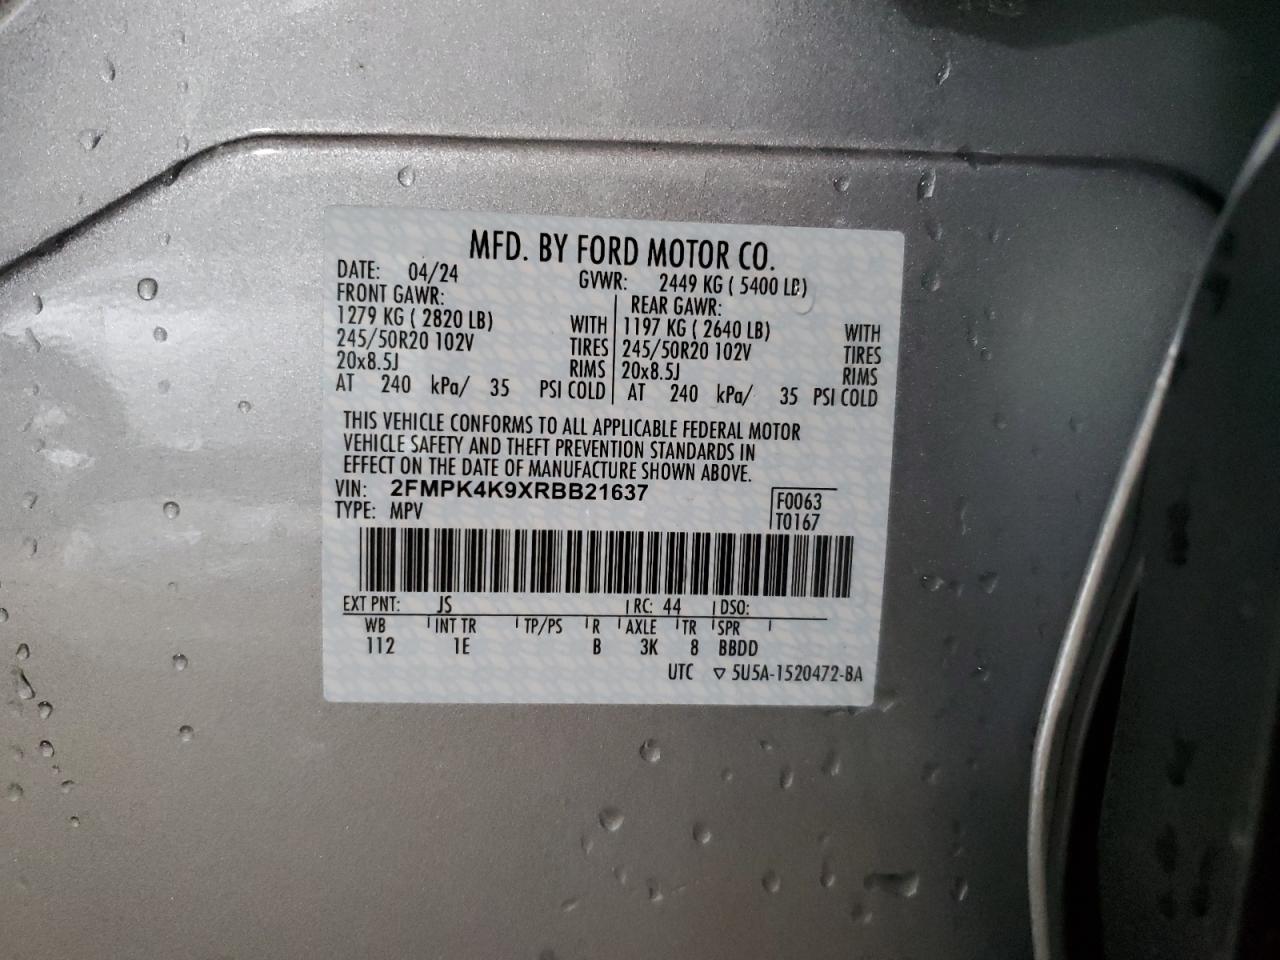 MFD. BY FORD MOTOR CO.
DATE: 04/24 GVWR: 2449 KG ( 5400 LB)
FRONT GAWR: REAR GAWR:
1279 KG ( 2820 LB) WITH 1197 KG ( 2640 LB) WITH
245/50R20 102V TIRES 245/50R20 102V TIRES
20x8.5J RIMS 20x8.5J RIMS
AT 240 kPa/ 35 PSI COLD AT 240 kPa/ 35 PSI COLD
THIS VEHICLE CONFORMS TO ALL APPLICABLE FEDERAL MOTOR
VEHICLE SAFETY AND THEFT PREVENTION STANDARDS IN
EFFECT ON THE DATE OF MANUFACTURE SHOWN ABOVE.
VIN: 2FMPK4K9XRBB21637 F0063
TYPE: MPV T0167
EXT PNT: JS RC: 44 DSO:
WB INT TR TP/PS R AXLE TR SPR
112 1E B 3K 8 BBDD
UTC ▽ 5U5A-1520472-BA